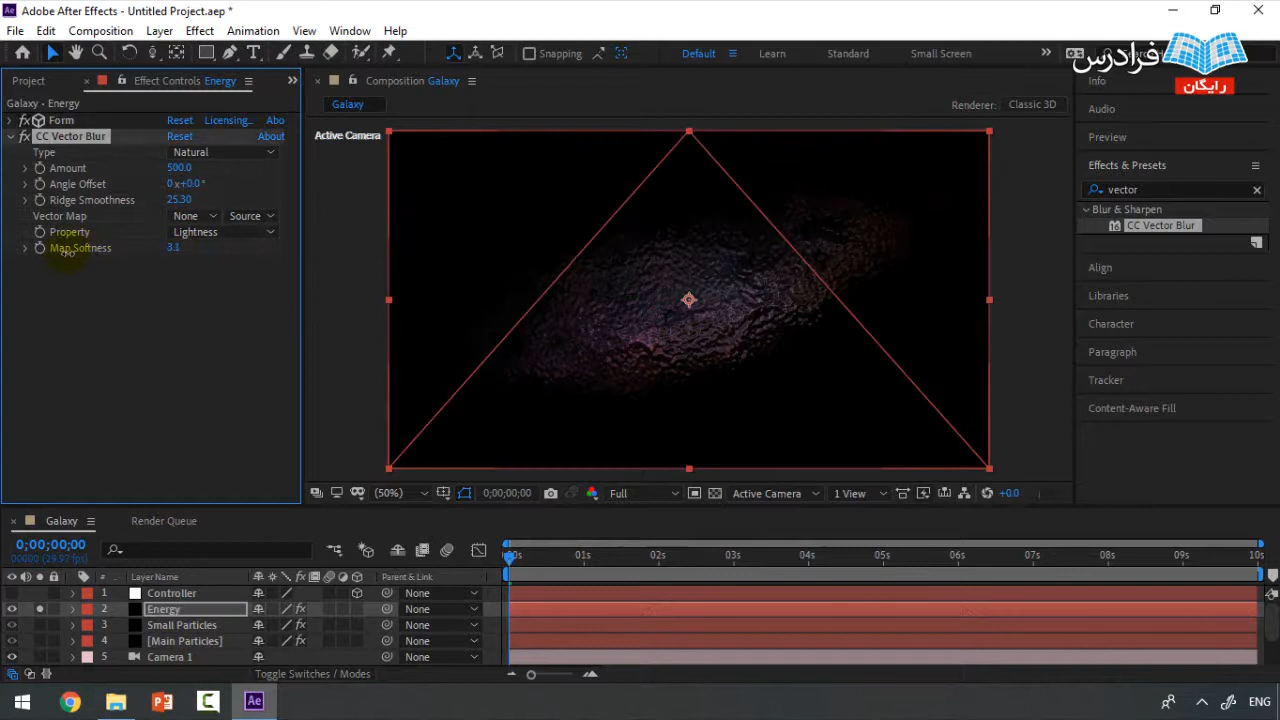 Adobe After Effects - Untitled Project.aep *
File Edit Composition Layer Effect Animation View Window Help
Snapping Default Learn Standard Small Screen
فرادرس
رایگان
Project Effect Controls Energy
Composition Galaxy
Info
Galaxy • Energy
Galaxy
Renderer: Classic 3D
Audio
Form Reset Licensing... Abo
Active Camera
CC Vector Blur Reset About
Preview
Type Natural
Effects & Presets
Amount 500.0
Angle Offset 0 x+0.0°
vector
Ridge Smoothness 25.30
Blur & Sharpen
Vector Map None Source
CC Vector Blur
Property Lightness
Map Softness 3.1
Align
Libraries
Character
Paragraph
Tracker
Content-Aware Fill
(50%) 0;00;00;00 Full Active Camera 1 View +0.0
Galaxy Render Queue
0;00;00;00
00000 (29.97 fps)
00s 01s 02s 03s 04s 05s 06s 07s 08s 09s 10s
# Layer Name Parent & Link
1 Controller None
2 Energy None
3 Small Particles None
4 [Main Particles] None
5 Camera 1 None
Toggle Switches / Modes
ENG